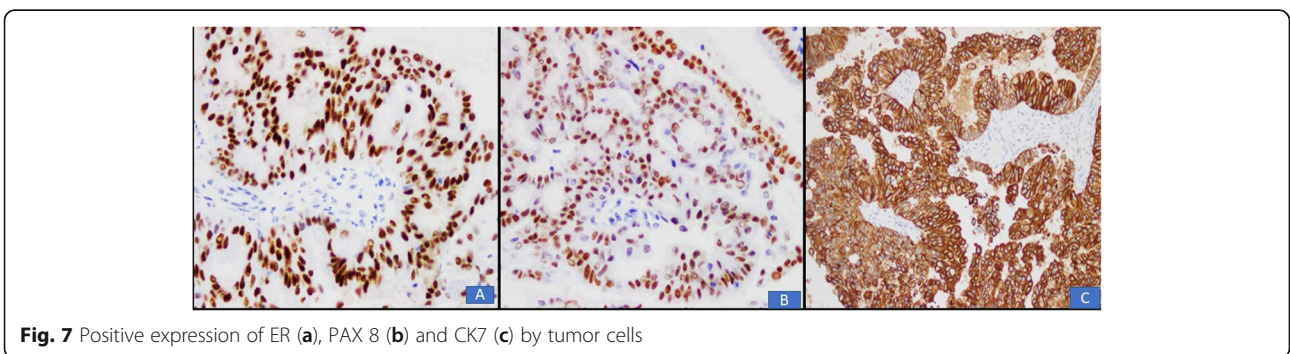 A
B
C
Fig. 7 Positive expression of ER (a), PAX 8 (b) and CK7 (c) by tumor cells